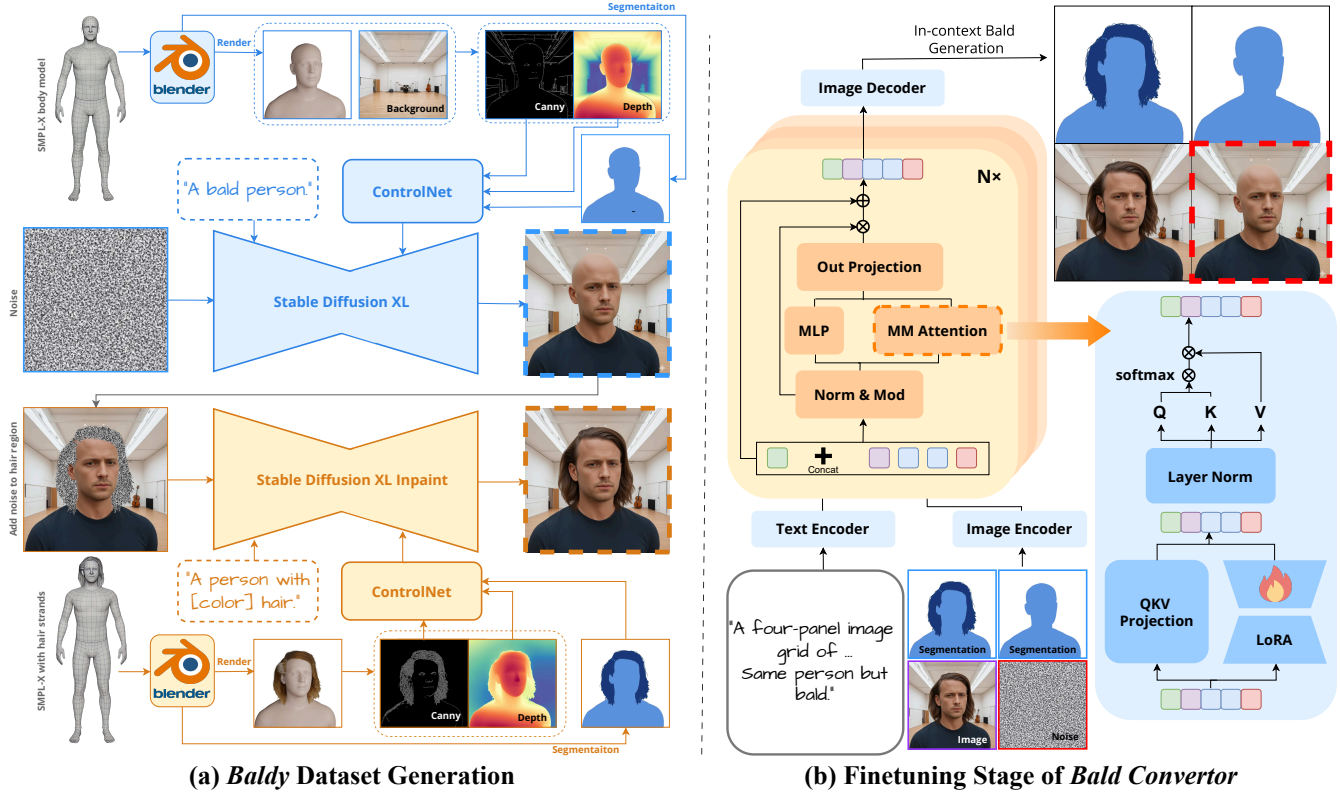 Segmentaiton
SMPL-X body model
blender
Render
Background
Canny
Depth
"A bald person."
ControlNet
Noise
Stable Diffusion XL
Add noise to hair region
Stable Diffusion XL Inpaint
"A person with
[color] hair."
ControlNet
SMPL-X with hair strands
blender
Render
Canny
Depth
Segmentaiton
(a) Baldy Dataset Generation
In-context Bald
Generation
Image Decoder
N×
Out Projection
MLP
MM Attention
Norm & Mod
Concat
Text Encoder
Image Encoder
"A four-panel image
grid of ...
Same person but
bald."
Segmentation
Segmentation
Image
Noise
softmax
Q
K
V
Layer Norm
QKV
Projection
LoRA
(b) Finetuning Stage of Bald Convertor